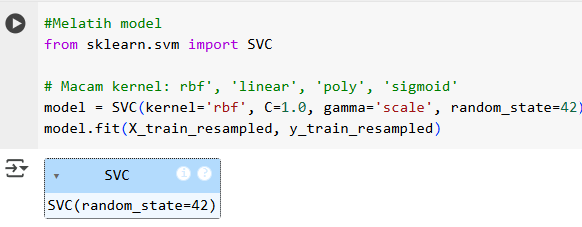 #Melatih model
from sklearn.svm import SVC
# Macam kernel: rbf', 'linear', 'poly', 'sigmoid'
model = SVC(kernel='rbf', C=1.0, gamma='scale', random_state=42)
model.fit(X_train_resampled, y_train_resampled)
SVC
i ?
SVC(random_state=42)